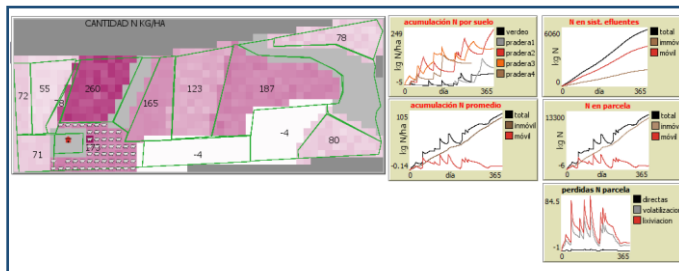 CANTIDAD N KG/HA
78
72
55
78
260
165
123
187
71
173
-4
-4
80
acumulación N por suelo
249
kg N/ha
-5
0
día
365
verdeo
pradera1
pradera2
pradera3
pradera4
N en sist. efluentes
6060
kg N
0
0
día
365
total
inmóvil
móvil
acumulación N promedio
105
kg N/ha
-0.14
0
día
365
total
inmóvil
móvil
N en parcela
13300
kg N
-6
0
día
365
total
inmóvil
móvil
perdidas N parcela
84.5
-1
0
365
directas
volatilizacio
lixiviacion